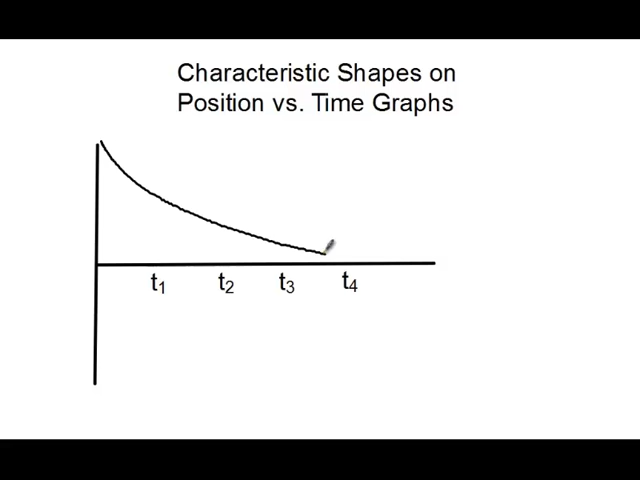 Characteristic Shapes on
Position vs. Time Graphs
t₁ t₂ t₃ t₄